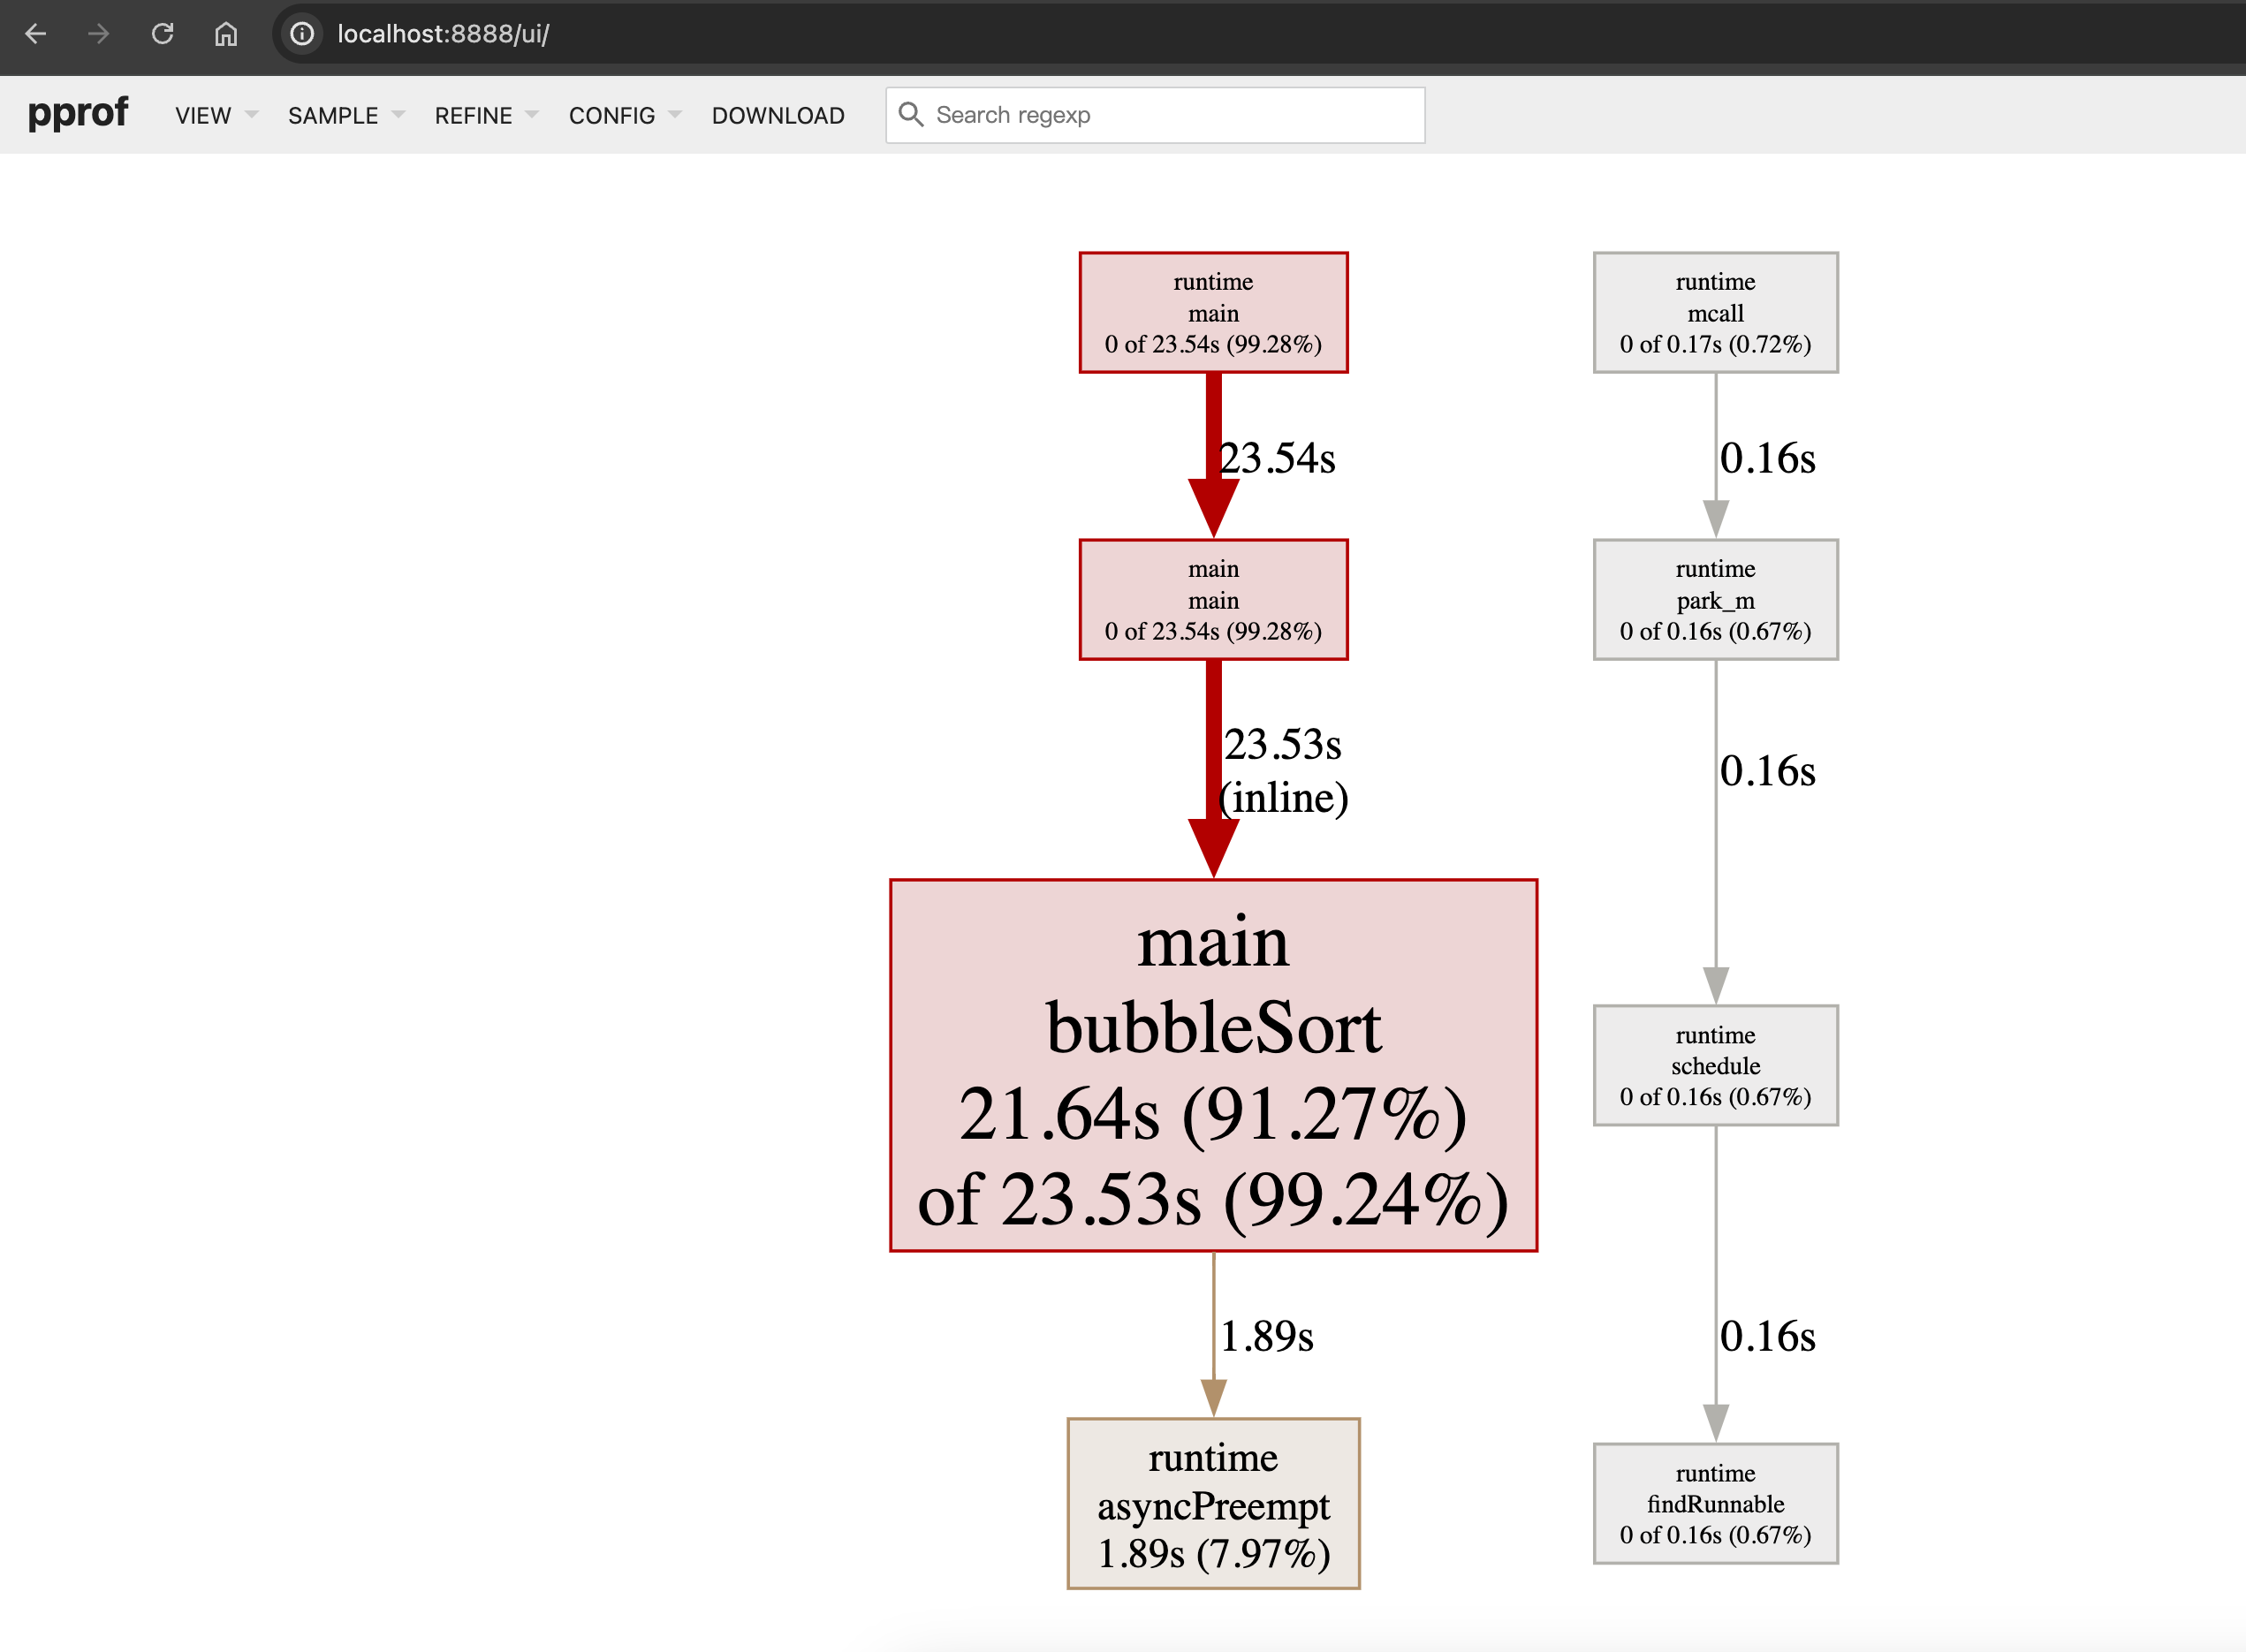 localhost:8888/ui/
pprof VIEW SAMPLE REFINE CONFIG DOWNLOAD Search regexp
runtime
main
0 of 23.54s (99.28%)
23.54s
main
main
0 of 23.54s (99.28%)
23.53s
(inline)
main
bubbleSort
21.64s (91.27%)
of 23.53s (99.24%)
1.89s
runtime
asyncPreempt
1.89s (7.97%)
runtime
mcall
0 of 0.17s (0.72%)
0.16s
runtime
park_m
0 of 0.16s (0.67%)
0.16s
runtime
schedule
0 of 0.16s (0.67%)
0.16s
runtime
findRunnable
0 of 0.16s (0.67%)